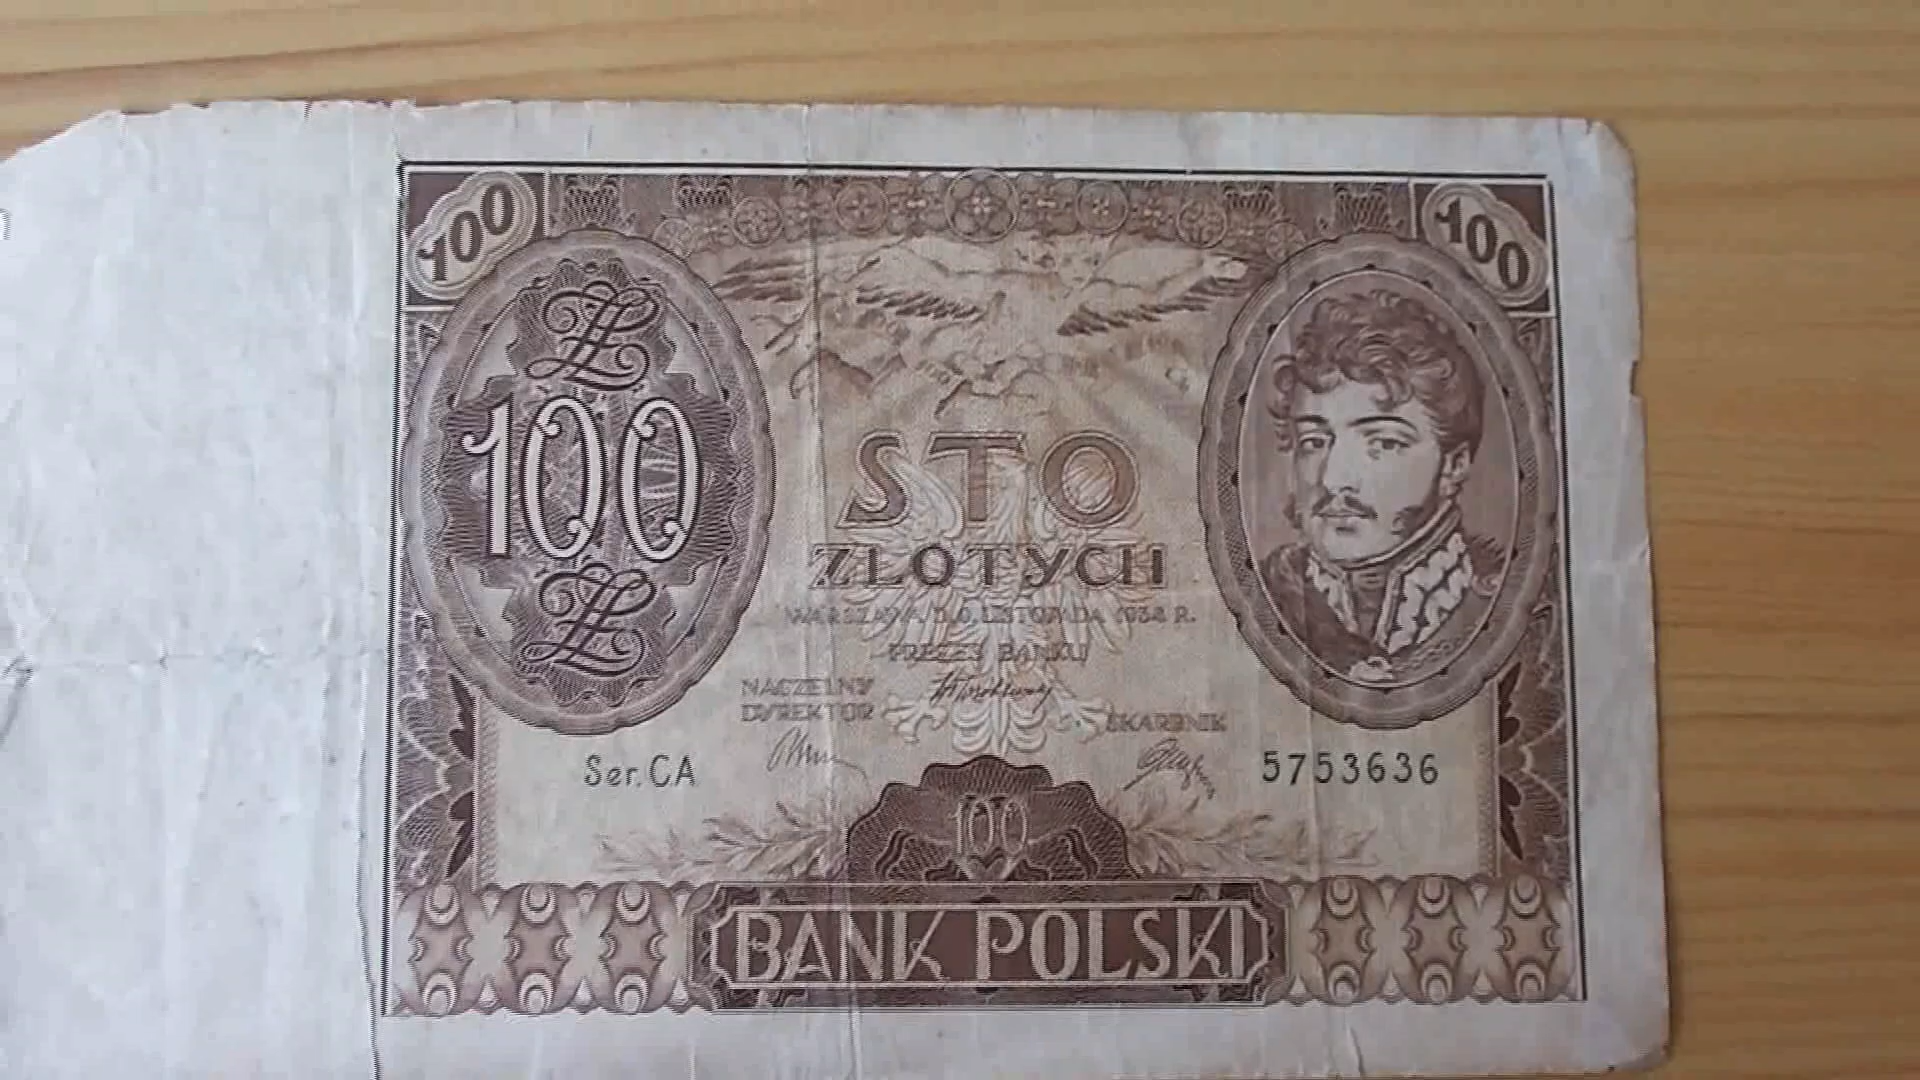 100
100
100
STO
ZŁOTYCH
WARSZAWA D. 9. LISTOPADA 1934 R.
PREZES BANKU
NACZELNY
DYREKTOR
SKARBNIK
Ser. CA
5753636
100
BANK POLSKI